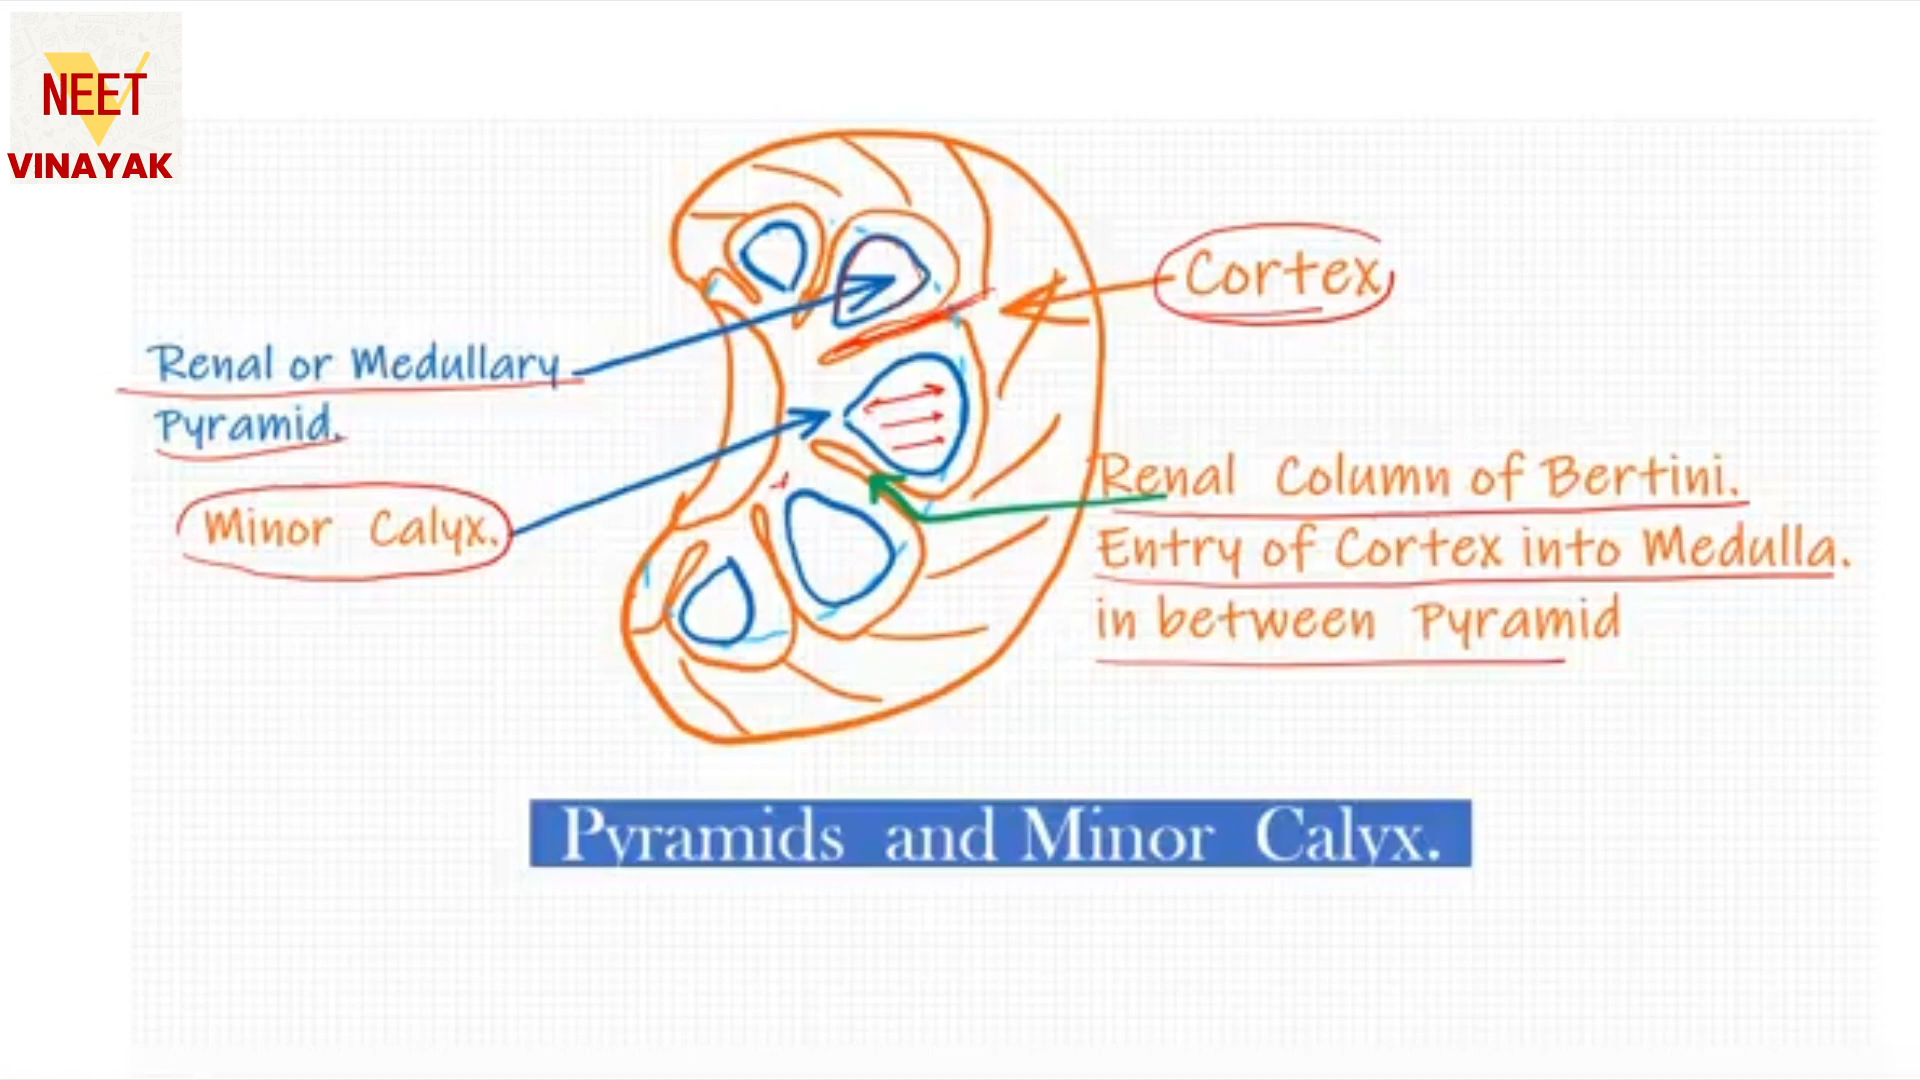 NEET
VINAYAK
Cortex
Renal or Medullary
Pyramid.
Minor Calyx.
Renal Column of Bertini.
Entry of Cortex into Medulla.
in between Pyramid
Pyramids and Minor Calyx.